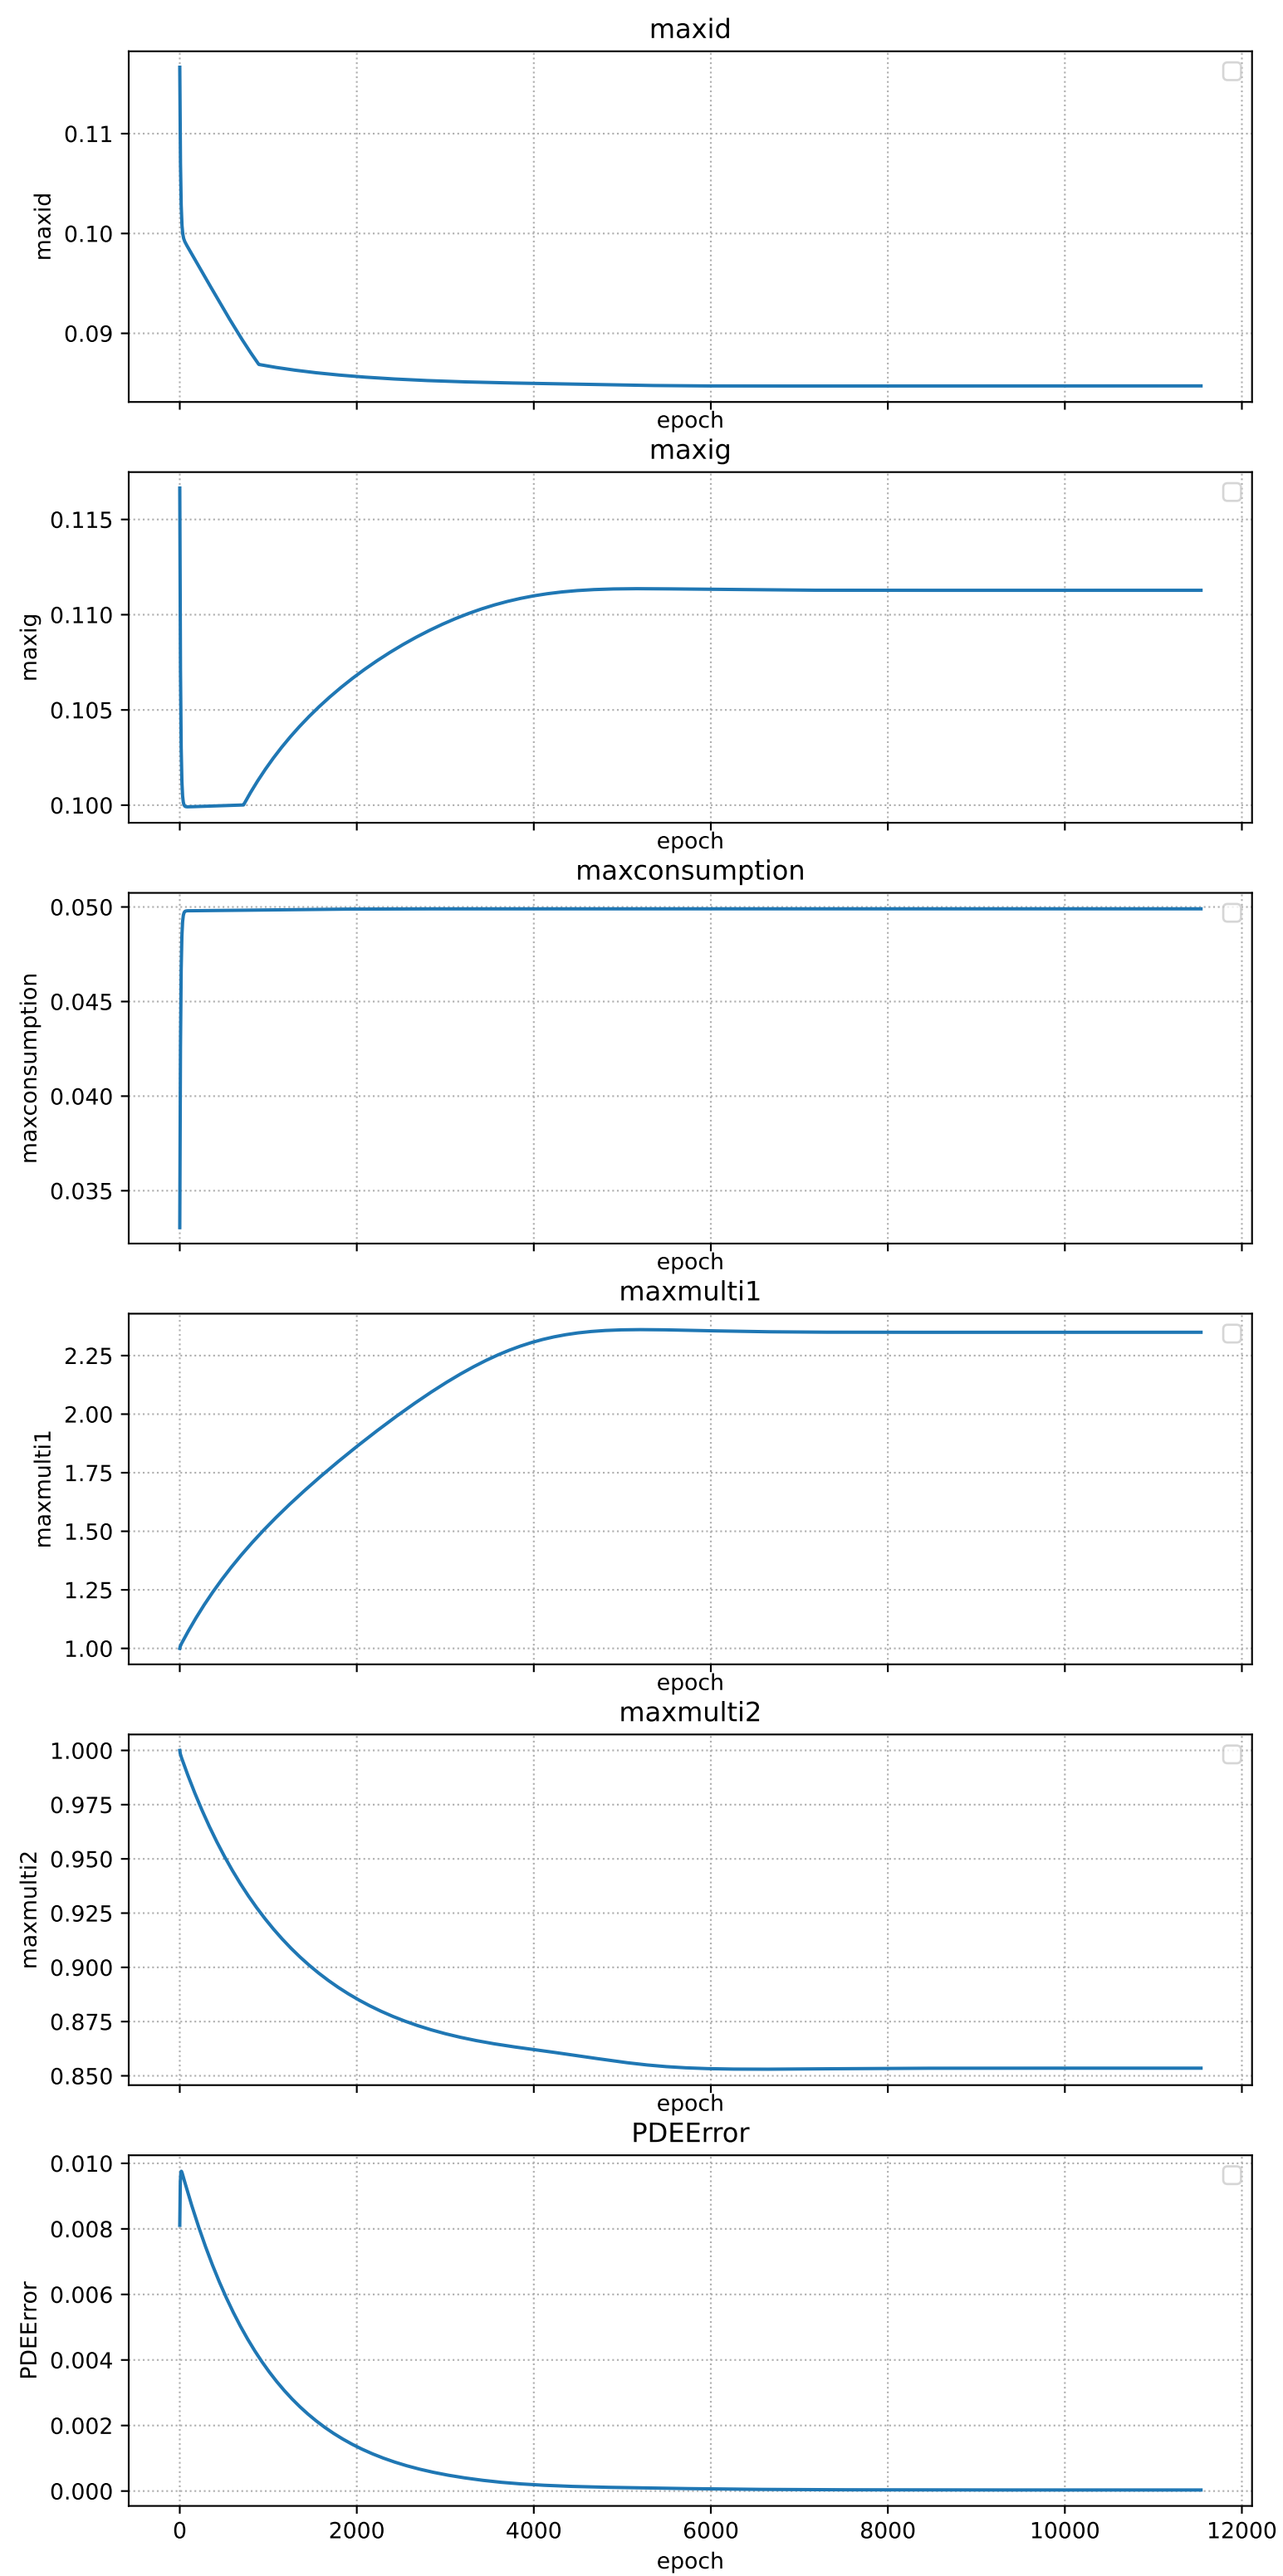 maxid
0.11
0.10
0.09
maxid
epoch
maxig
0.115
0.110
0.105
0.100
maxig
epoch
maxconsumption
0.050
0.045
0.040
0.035
maxconsumption
epoch
maxmulti1
2.25
2.00
1.75
1.50
1.25
1.00
maxmulti1
epoch
maxmulti2
1.000
0.975
0.950
0.925
0.900
0.875
0.850
maxmulti2
epoch
PDEError
0.010
0.008
0.006
0.004
0.002
0.000
PDEError
0 2000 4000 6000 8000 10000 12000
epoch